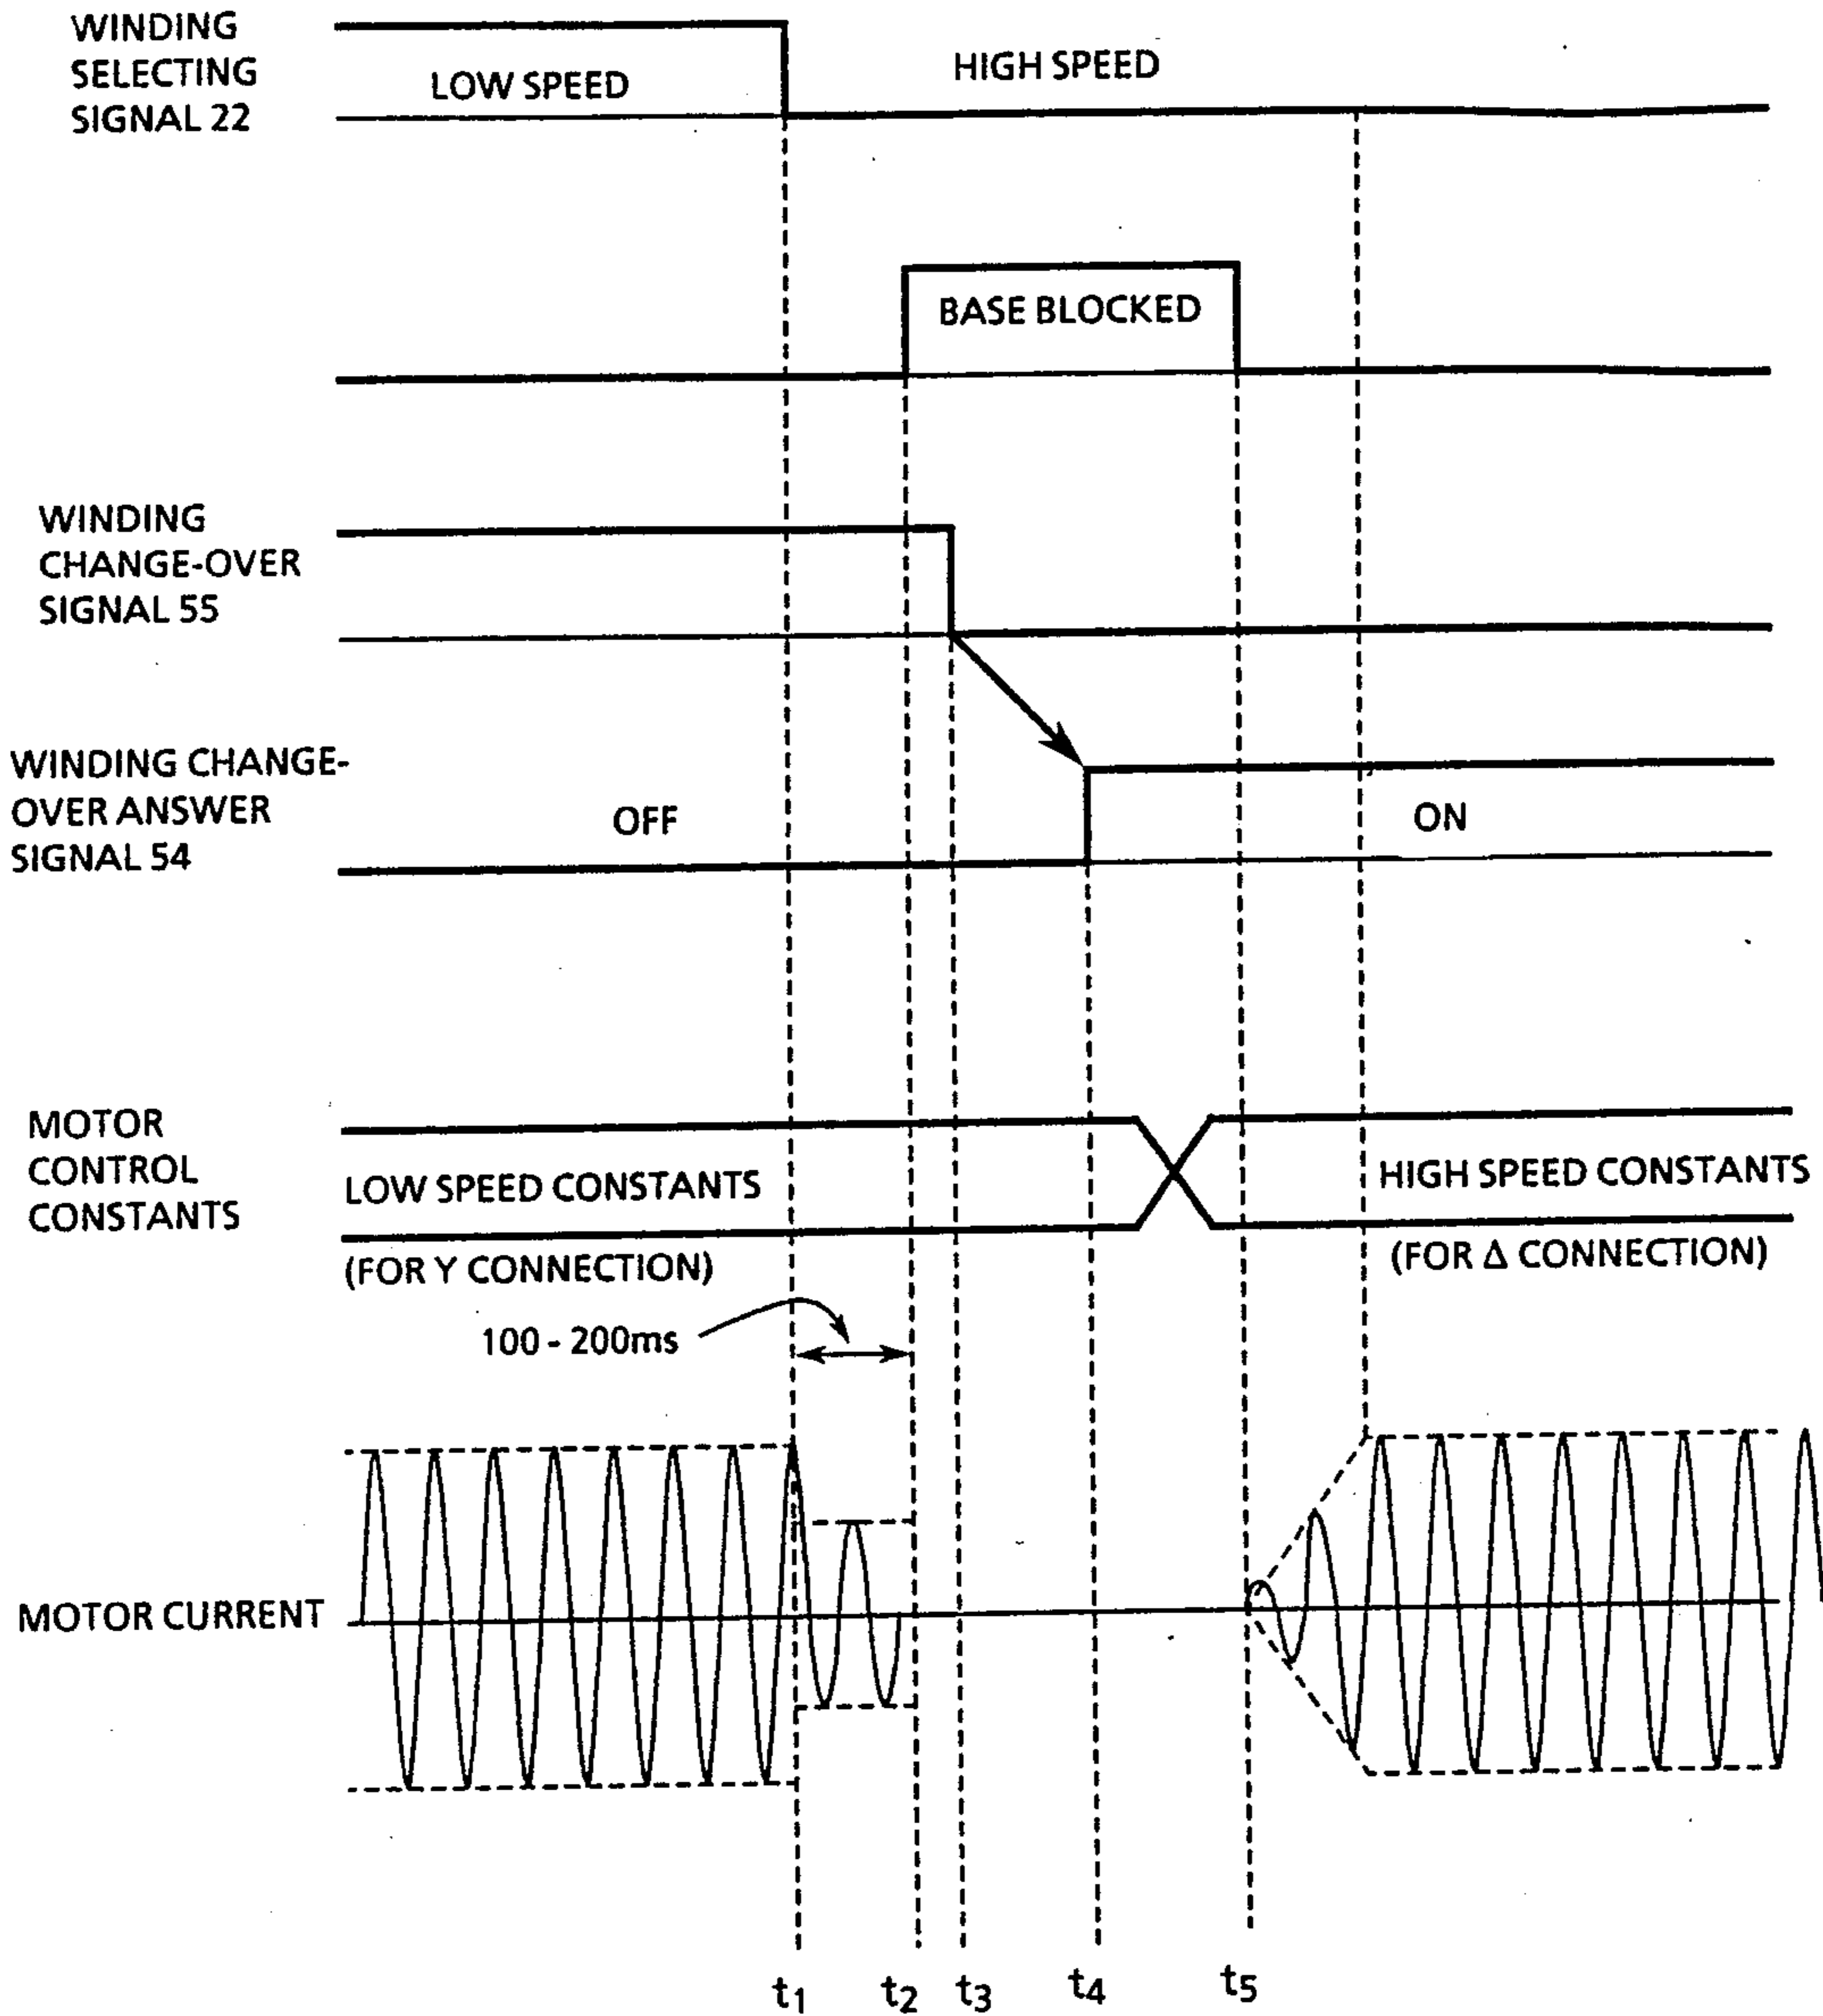 WINDING
SELECTING
SIGNAL 22
LOW SPEED
HIGH SPEED
BASE BLOCKED
WINDING
CHANGE-OVER
SIGNAL 55
WINDING CHANGE-
OVER ANSWER
SIGNAL 54
OFF
ON
MOTOR
CONTROL
CONSTANTS
LOW SPEED CONSTANTS
(FOR Y CONNECTION)
HIGH SPEED CONSTANTS
(FOR Δ CONNECTION)
100 - 200ms
MOTOR CURRENT
t1 t2 t3 t4 t5